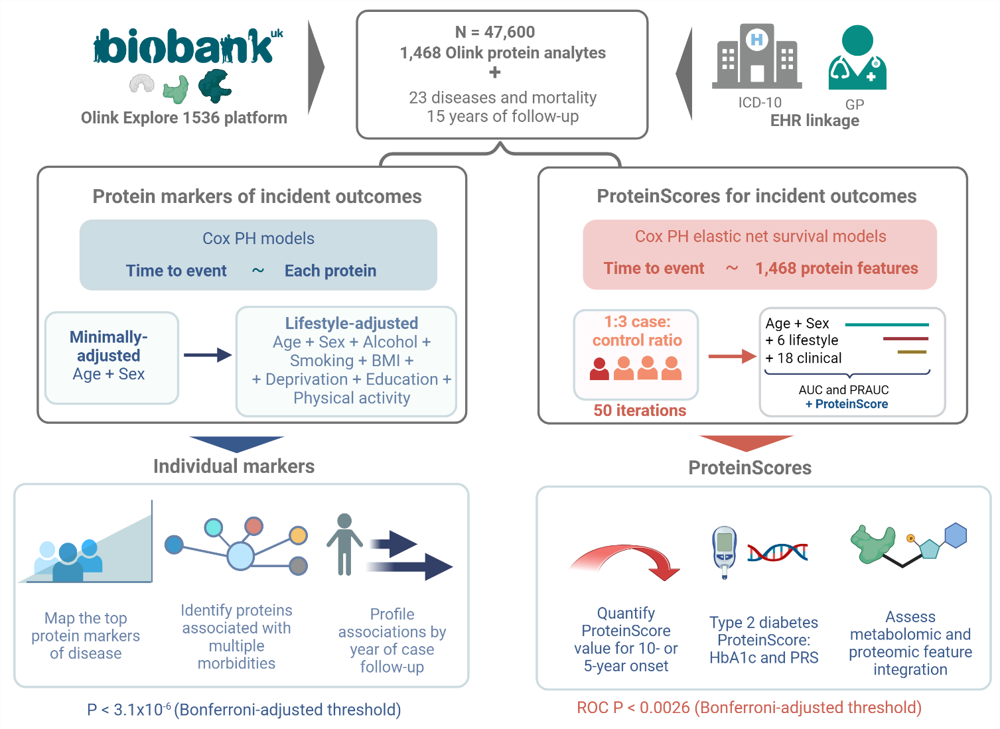 biobank uk
Olink Explore 1536 platform
N = 47,600
1,468 Olink protein analytes
+
23 diseases and mortality
15 years of follow-up
H
ICD-10
GP
EHR linkage
Protein markers of incident outcomes
Cox PH models
Time to event ~ Each protein
Minimally-
adjusted
Age + Sex
Lifestyle-adjusted
Age + Sex + Alcohol +
Smoking + BMI +
+ Deprivation + Education +
Physical activity
ProteinScores for incident outcomes
Cox PH elastic net survival models
Time to event ~ 1,468 protein features
1:3 case:
control ratio
50 iterations
Age + Sex
+ 6 lifestyle
+ 18 clinical
AUC and PRAUC
+ ProteinScore
Individual markers
Map the top
protein markers
of disease
Identify proteins
associated with
multiple
morbidities
Profile
associations by
year of case
follow-up
P < 3.1x10⁻⁶ (Bonferroni-adjusted threshold)
ProteinScores
Quantify
ProteinScore
value for 10- or
5-year onset
Type 2 diabetes
ProteinScore:
HbA1c and PRS
P
Assess
metabolomic and
proteomic feature
integration
ROC P < 0.0026 (Bonferroni-adjusted threshold)